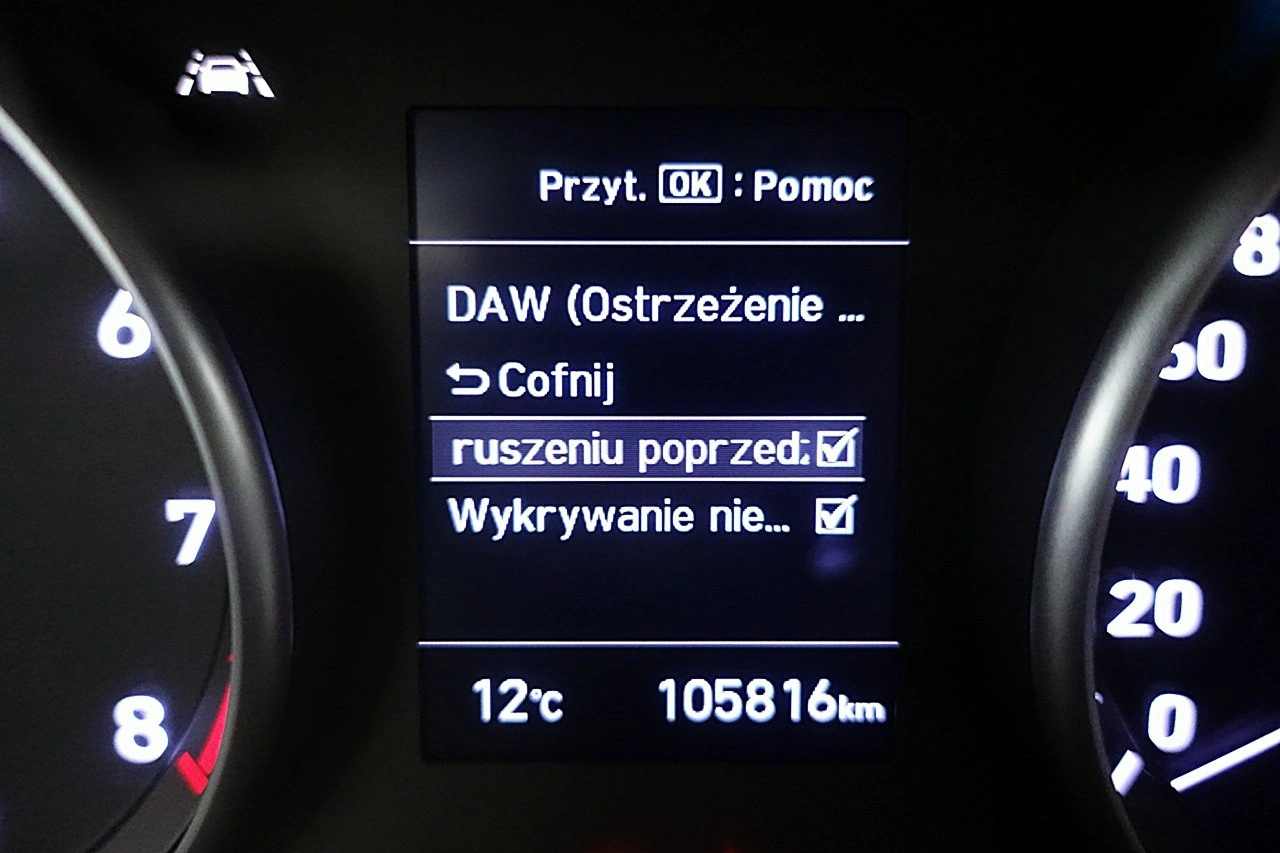 Przyt. OK : Pomoc
DAW (Ostrzeżenie ...
Cofnij
ruszeniu poprzed
Wykrywanie nie...
12°C 105816km
6
7
8
8
60
40
20
0